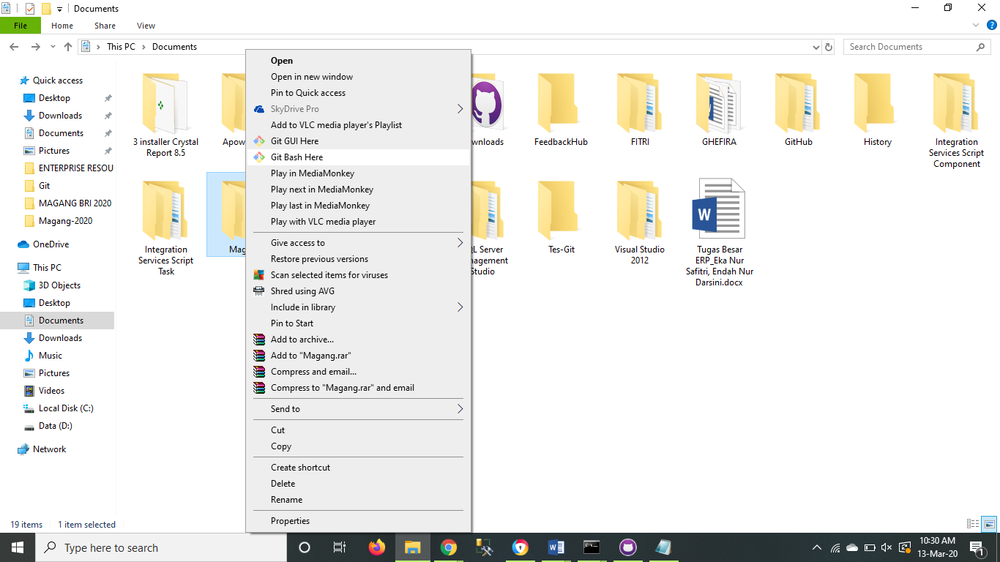 Documents
File Home Share View
This PC Documents
Search Documents
Quick access
Desktop
Downloads
Documents
Pictures
ENTERPRISE RESOU
Git
MAGANG BRI 2020
Magang-2020
OneDrive
This PC
3D Objects
Desktop
Documents
Downloads
Music
Pictures
Videos
Local Disk (C:)
Data (D:)
Network
3 installer Crystal
Report 8.5
Apow
wnloads
FeedbackHub
FITRI
GHEFIRA
GitHub
History
Integration
Services Script
Component
Integration
Services Script
Task
Mag
QL Server
nagement
Studio
Tes-Git
Visual Studio
2012
W
Tugas Besar
ERP_Eka Nur
Safitri, Endah Nur
Darsini.docx
Open
Open in new window
Pin to Quick access
SkyDrive Pro
Add to VLC media player's Playlist
Git GUI Here
Git Bash Here
Play in MediaMonkey
Play next in MediaMonkey
Play last in MediaMonkey
Play with VLC media player
Give access to
Restore previous versions
Scan selected items for viruses
Shred using AVG
Include in library
Pin to Start
Add to archive...
Add to "Magang.rar"
Compress and email...
Compress to "Magang.rar" and email
Send to
Cut
Copy
Create shortcut
Delete
Rename
Properties
19 items 1 item selected
Type here to search
10:30 AM
13-Mar-20
1